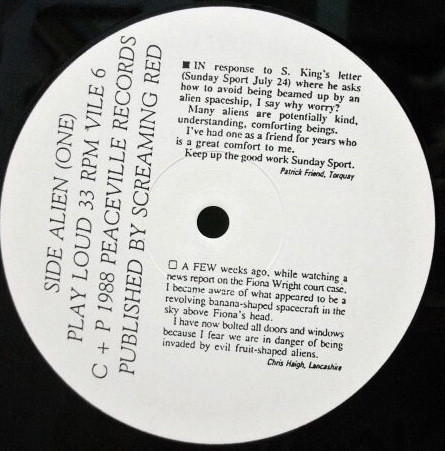 SIDE ALIEN (ONE)
PLAY LOUD 33 RPM VILE 6
C + P 1988 PEACEVILLE RECORDS
PUBLISHED BY SCREAMING RED
■ IN response to S. King's letter
(Sunday Sport July 24) where he asks
how to avoid being beamed up by an
alien spaceship, I say why worry?
Many aliens are potentially kind,
understanding, comforting beings.
I've had one as a friend for years who
is a great comfort to me.
Keep up the good work Sunday Sport.
Patrick Friend, Torquay
□ A FEW weeks ago, while watching a
news report on the Fiona Wright court case,
I became aware of what appeared to be a
revolving banana-shaped spacecraft in the
sky above Fiona's head.
I have now bolted all doors and windows
because I fear we are in danger of being
invaded by evil fruit-shaped aliens.
Chris Haigh, Lancashire